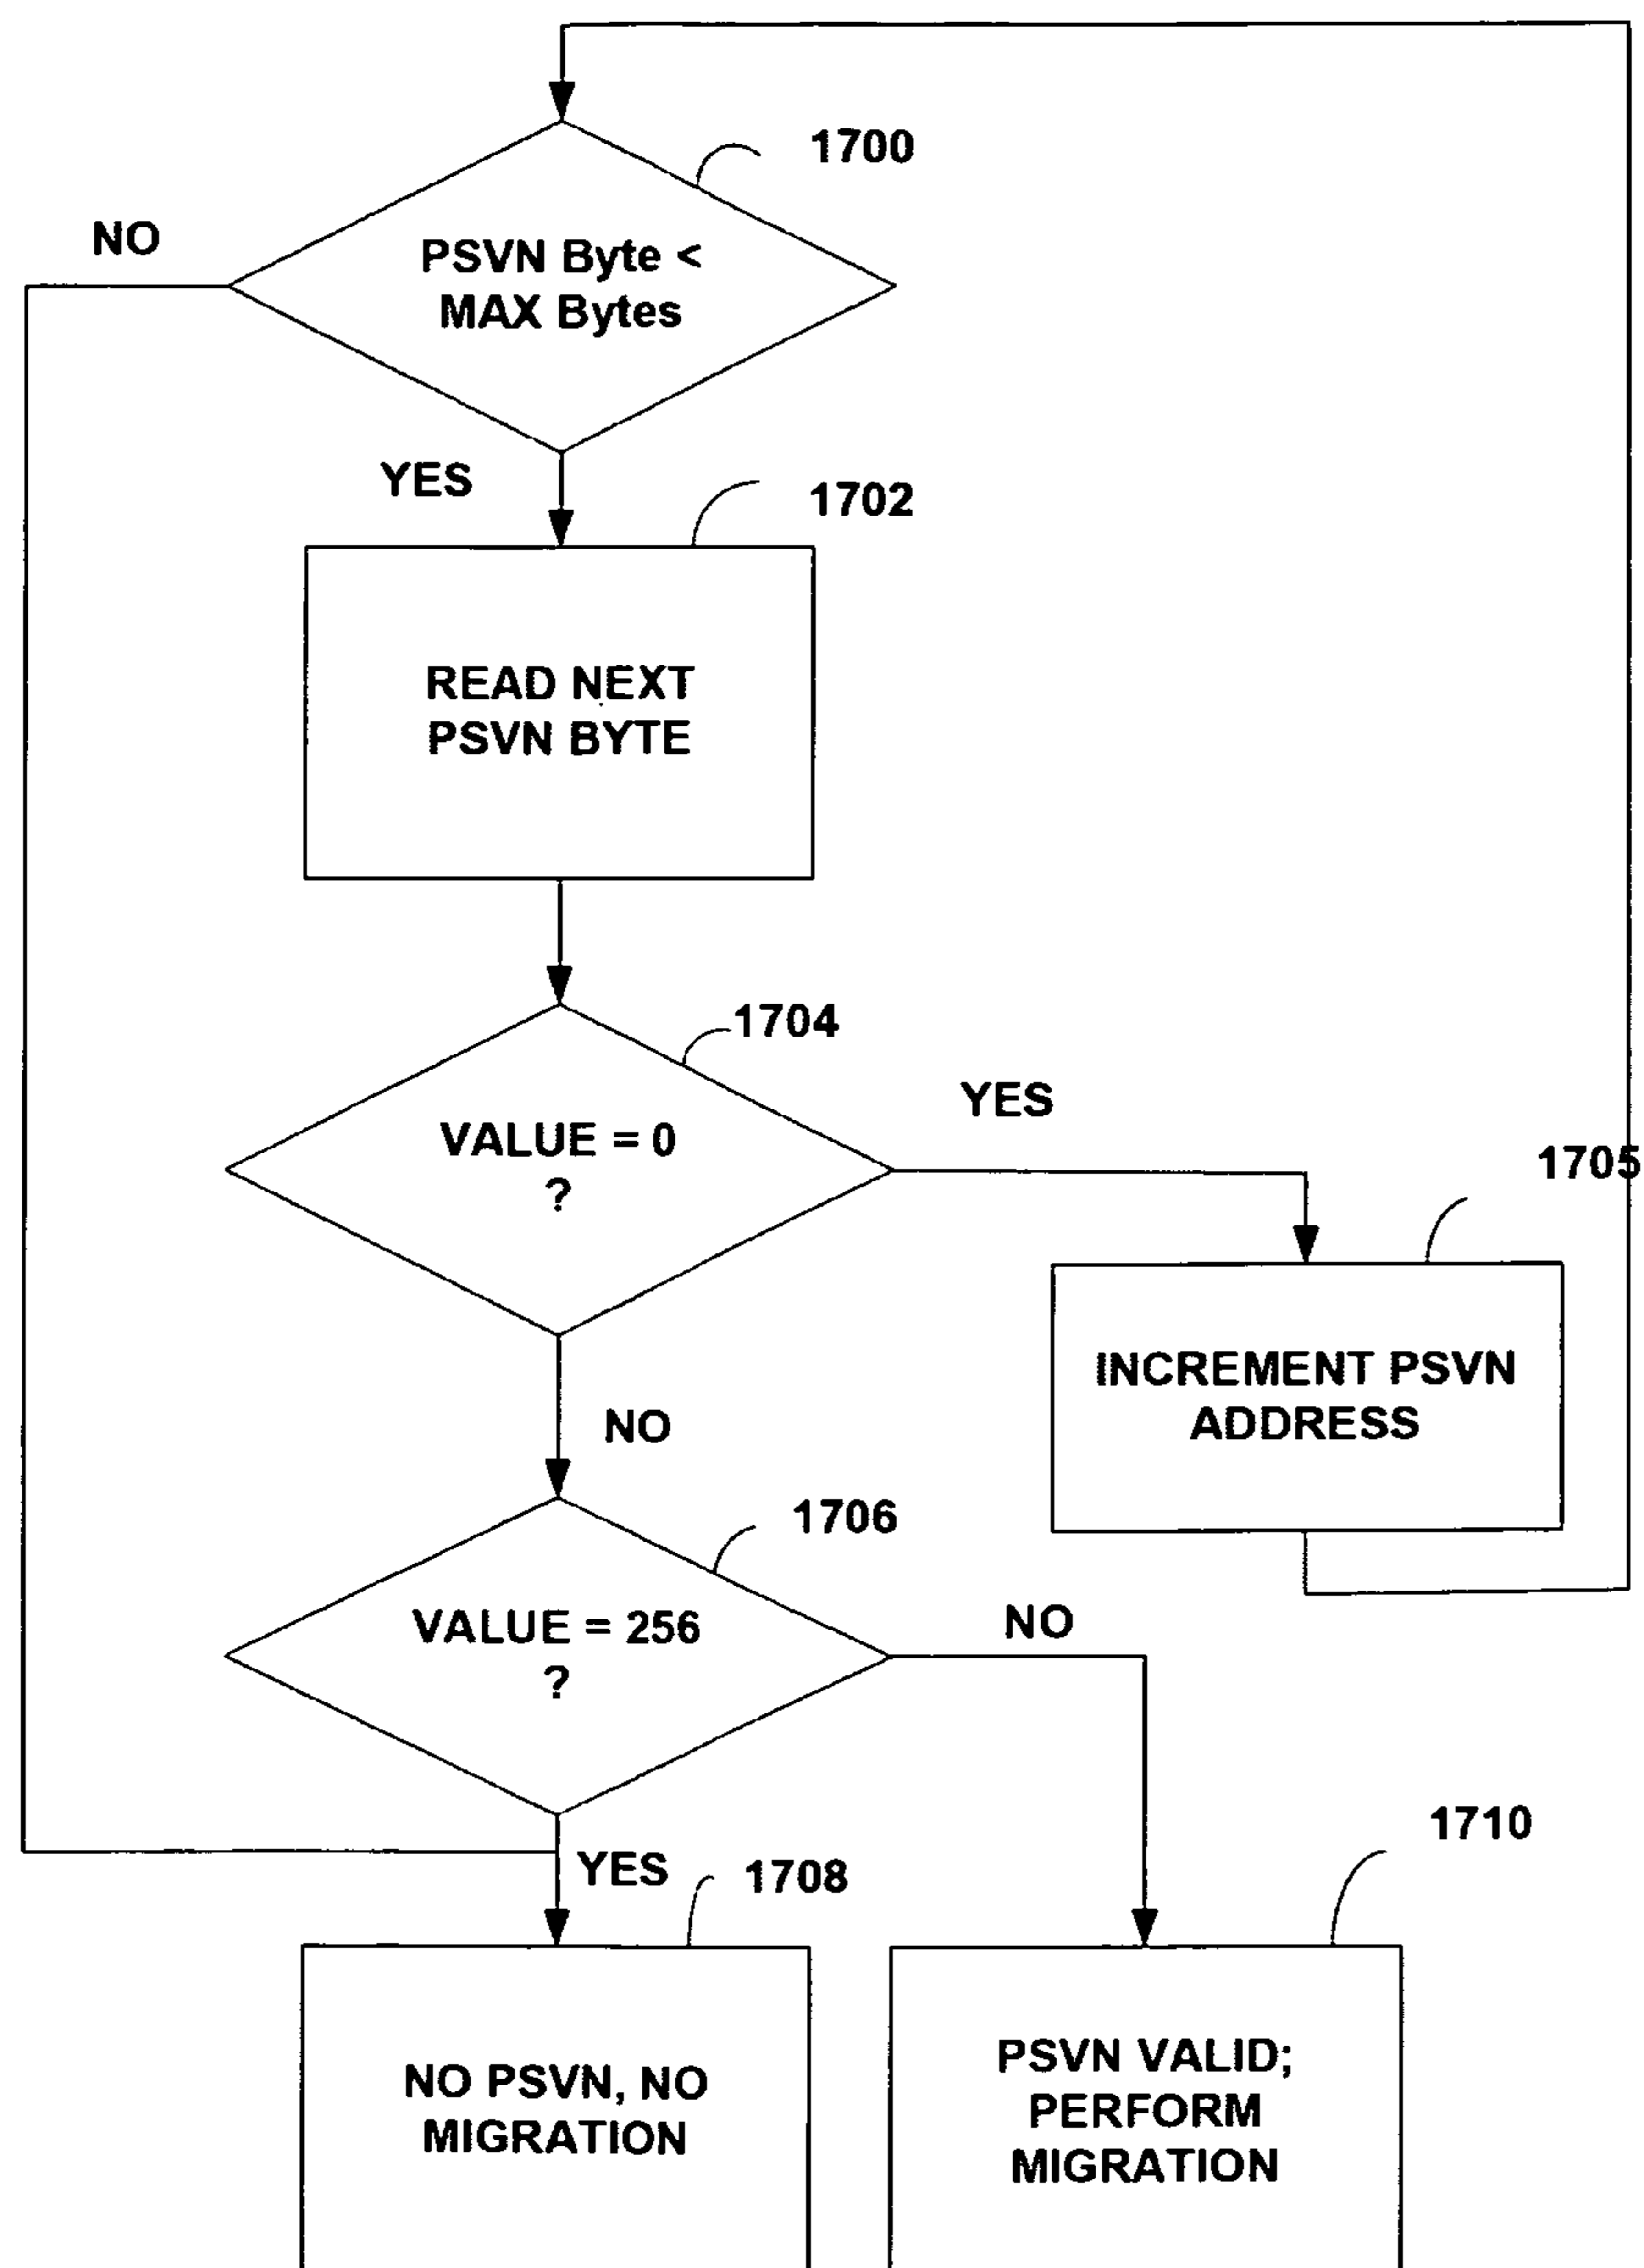 1700
NO
PSVN Byte <
MAX Bytes
YES
1702
READ NEXT
PSVN BYTE
1704
YES
VALUE = 0
?
1705
INCREMENT PSVN
ADDRESS
NO
1706
VALUE = 256
?
NO
1710
YES
1708
NO PSVN, NO
MIGRATION
PSVN VALID;
PERFORM
MIGRATION